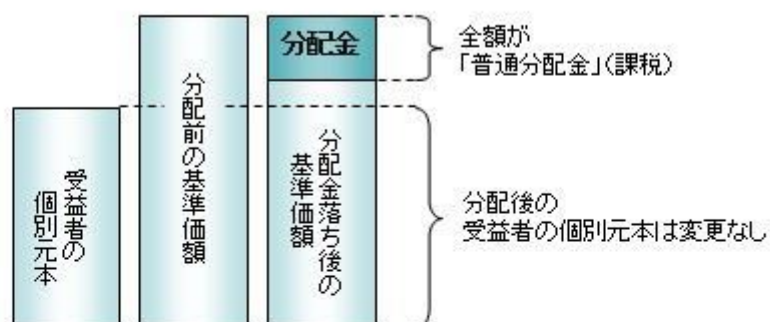 受益者の
個別元本
分配前の基準価額
分配金
分配金落ち後の
基準価額
全額が
「普通分配金」(課税)
分配後の
受益者の個別元本は変更なし